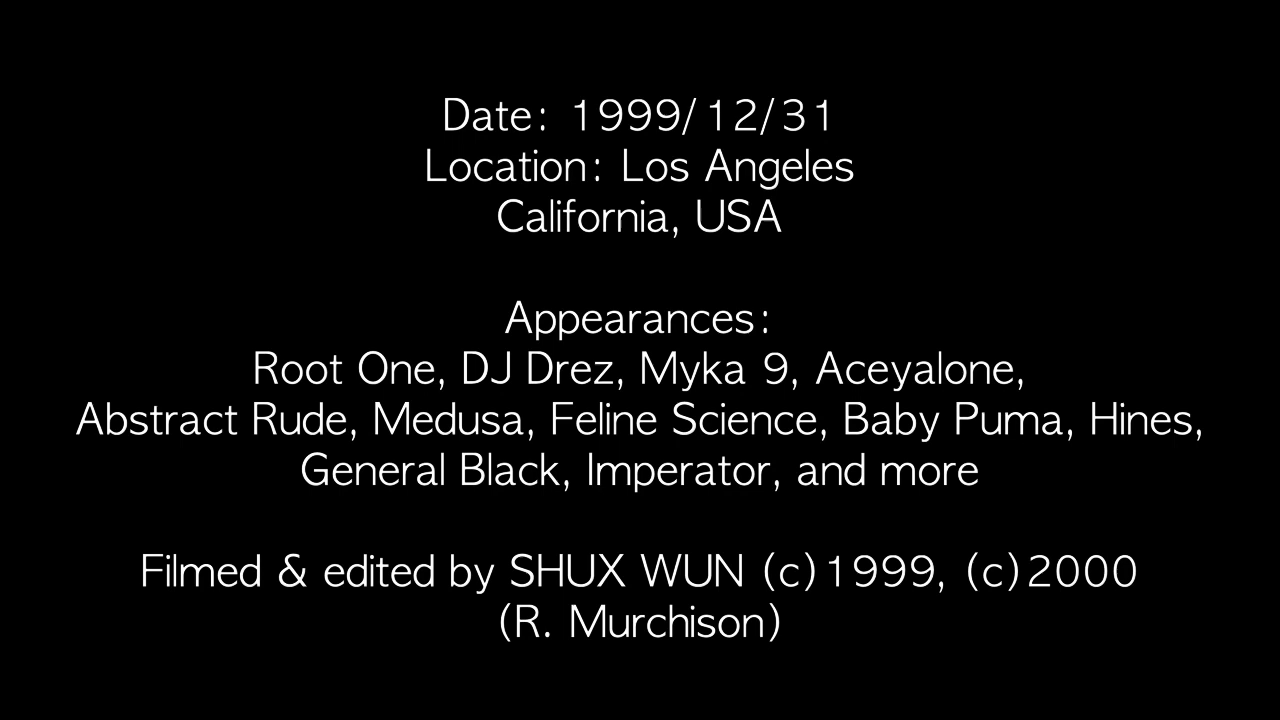 Date: 1999/12/31
Location: Los Angeles
California, USA
Appearances:
Root One, DJ Drez, Myka 9, Aceyalone,
Abstract Rude, Medusa, Feline Science, Baby Puma, Hines,
General Black, Imperator, and more
Filmed & edited by SHUX WUN (c)1999, (c)2000
(R. Murchison)